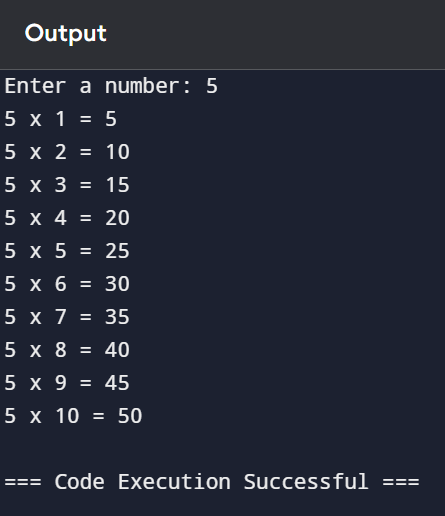 Output
Enter a number: 5
5 x 1 = 5
5 x 2 = 10
5 x 3 = 15
5 x 4 = 20
5 x 5 = 25
5 x 6 = 30
5 x 7 = 35
5 x 8 = 40
5 x 9 = 45
5 x 10 = 50
=== Code Execution Successful ===